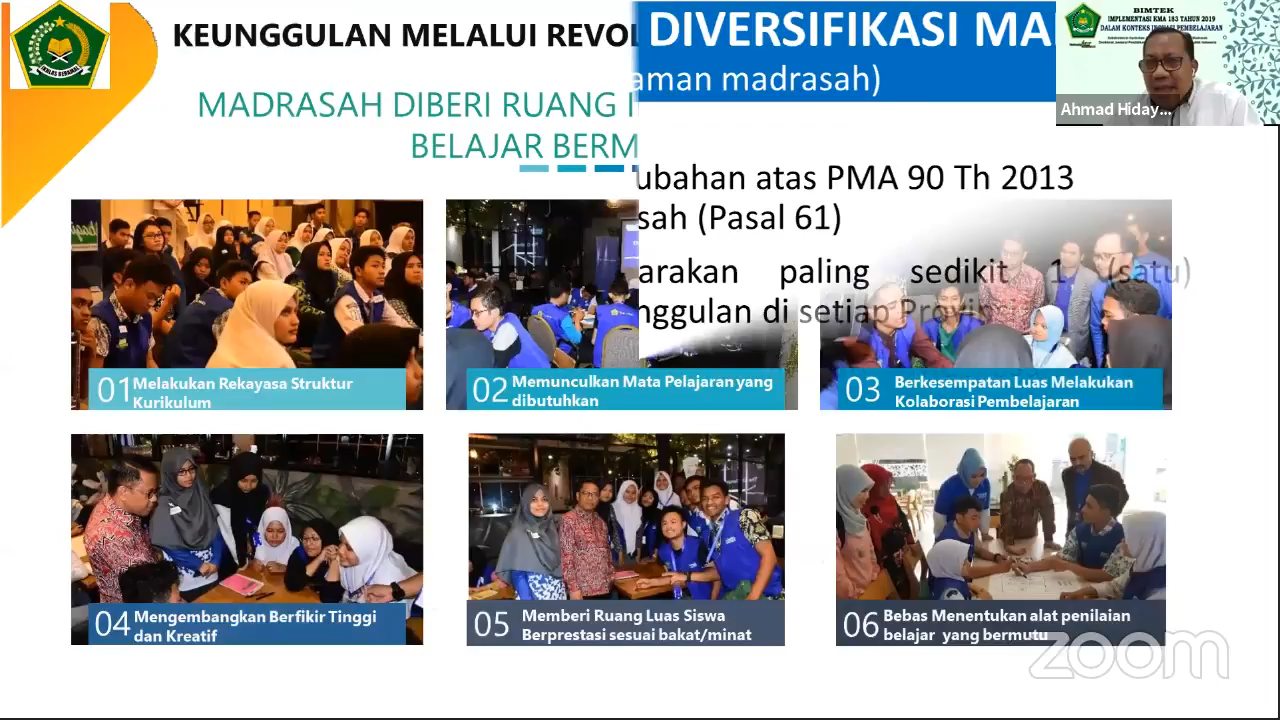 KEUNGGULAN MELALUI REVOL
DIVERSIFIKASI MA
aman madrasah)
MADRASAH DIBERI RUANG I
BELAJAR BERM
ubahan atas PMA 90 Th 2013
sah (Pasal 61)
arakan paling sedikit 1 (satu)
nggulan di setiap Provin
BIMTEK
IMPLEMENTASI KMA 183 TAHUN 2019
DALAM KONTEKS INOVASI PEMBELAJARAN
Ahmad Hiday...
IKHLAS BERAMAL
01 Melakukan Rekayasa Struktur
Kurikulum
02 Memunculkan Mata Pelajaran yang
dibutuhkan
03 Berkesempatan Luas Melakukan
Kolaborasi Pembelajaran
04 Mengembangkan Berfikir Tinggi
dan Kreatif
05 Memberi Ruang Luas Siswa
Berprestasi sesuai bakat/minat
06 Bebas Menentukan alat penilaian
belajar yang bermutu
zoom